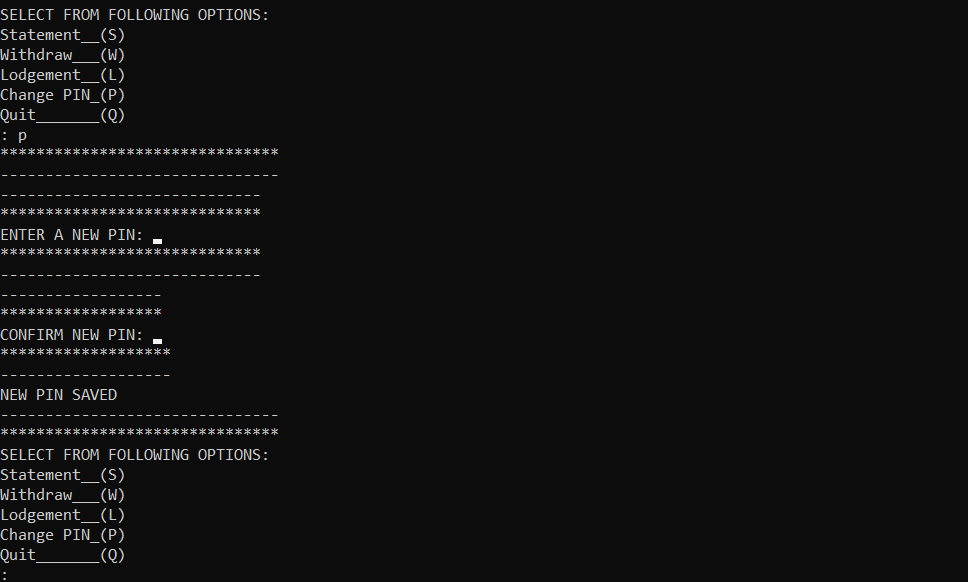 SELECT FROM FOLLOWING OPTIONS:
Statement__(S)
Withdraw___(W)
Lodgement__(L)
Change PIN_(P)
Quit_______(Q)
: p
*******************************
-------------------------------
-----------------------------
*****************************
ENTER A NEW PIN:
*****************************
-----------------------------
------------------
******************
CONFIRM NEW PIN:
*******************
-------------------
NEW PIN SAVED
-------------------------------
*******************************
SELECT FROM FOLLOWING OPTIONS:
Statement__(S)
Withdraw___(W)
Lodgement__(L)
Change PIN_(P)
Quit_______(Q)
: